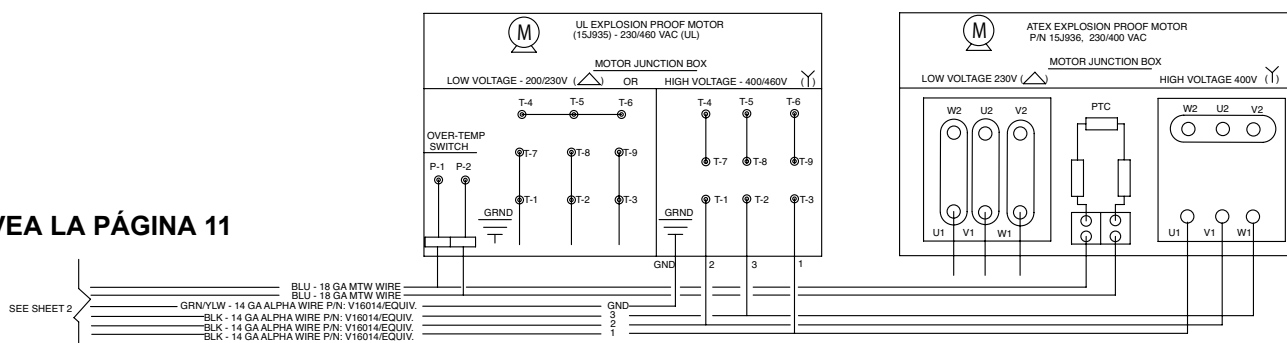 UL EXPLOSION PROOF MOTOR
(15J935) - 230/460 VAC (UL)
M
MOTOR JUNCTION BOX
LOW VOLTAGE - 200/230V ( ) OR HIGH VOLTAGE - 400/460V ( )
T-4 T-5 T-6
T-4 T-5 T-6
OVER-TEMP
SWITCH
P-1 P-2
T-7 T-8 T-9
T-7 T-8 T-9
T-1 T-2 T-3
T-1 T-2 T-3
GRND
GRND
GND 2 3 1
ATEX EXPLOSION PROOF MOTOR
P/N 15J936, 230/400 VAC
M
MOTOR JUNCTION BOX
LOW VOLTAGE 230V ( ) HIGH VOLTAGE 400V ( )
W2 U2 V2
PTC
W2 U2 V2
U1 V1 W1
U1 V1 W1
VEA LA PÁGINA 11
SEE SHEET 2
BLU - 18 GA MTW WIRE
BLU - 18 GA MTW WIRE
GRN/YLW - 14 GA ALPHA WIRE P/N: V16014/EQUIV. GND
BLK - 14 GA ALPHA WIRE P/N: V16014/EQUIV. 3
BLK - 14 GA ALPHA WIRE P/N: V16014/EQUIV. 2
BLK - 14 GA ALPHA WIRE P/N: V16014/EQUIV. 1